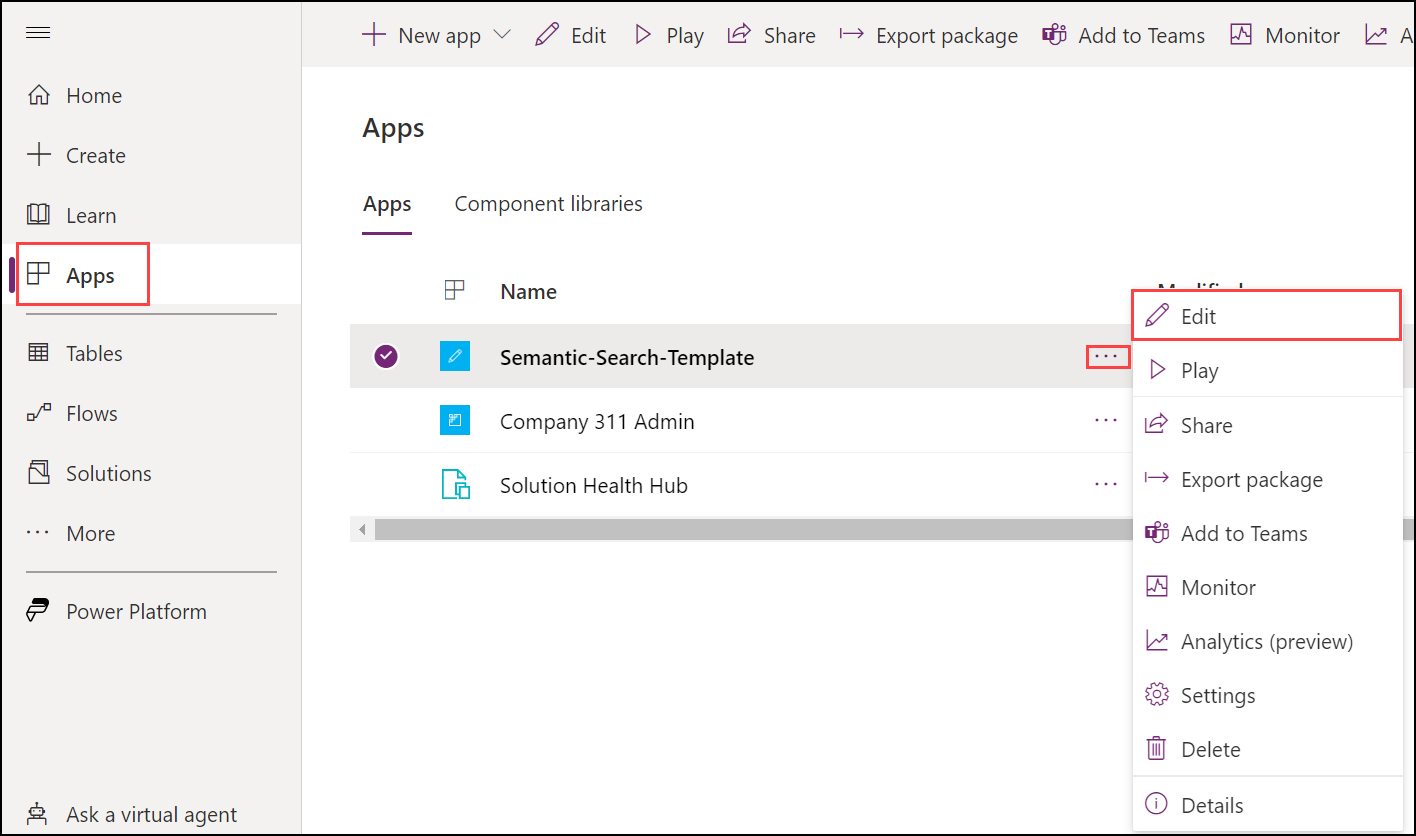 New app
Edit
Play
Share
Export package
Add to Teams
Monitor
A
Home
Create
Learn
Apps
Tables
Flows
Solutions
More
Power Platform
Ask a virtual agent
Apps
Apps
Component libraries
Name
Modified
Semantic-Search-Template
Company 311 Admin
Solution Health Hub
Edit
Play
Share
Export package
Add to Teams
Monitor
Analytics (preview)
Settings
Delete
Details